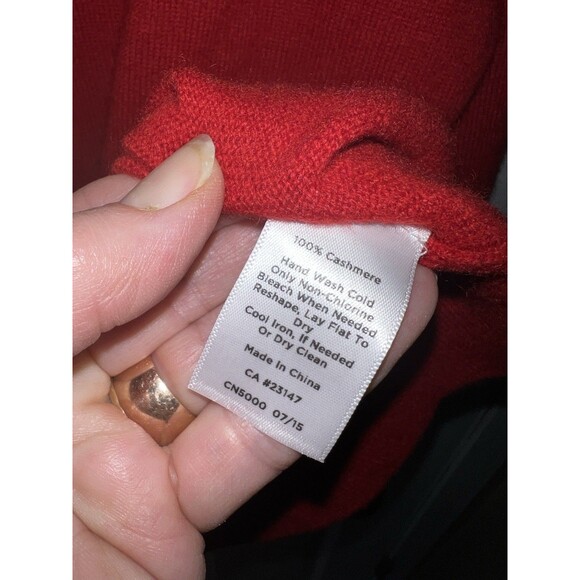 100% Cashmere
Hand Wash Cold
Only Non-Chlorine
Bleach When Needed
Reshape, Lay Flat To
Dry
Cool Iron, If Needed
Or Dry Clean
Made In China
CA #23147
CN5000 07/15